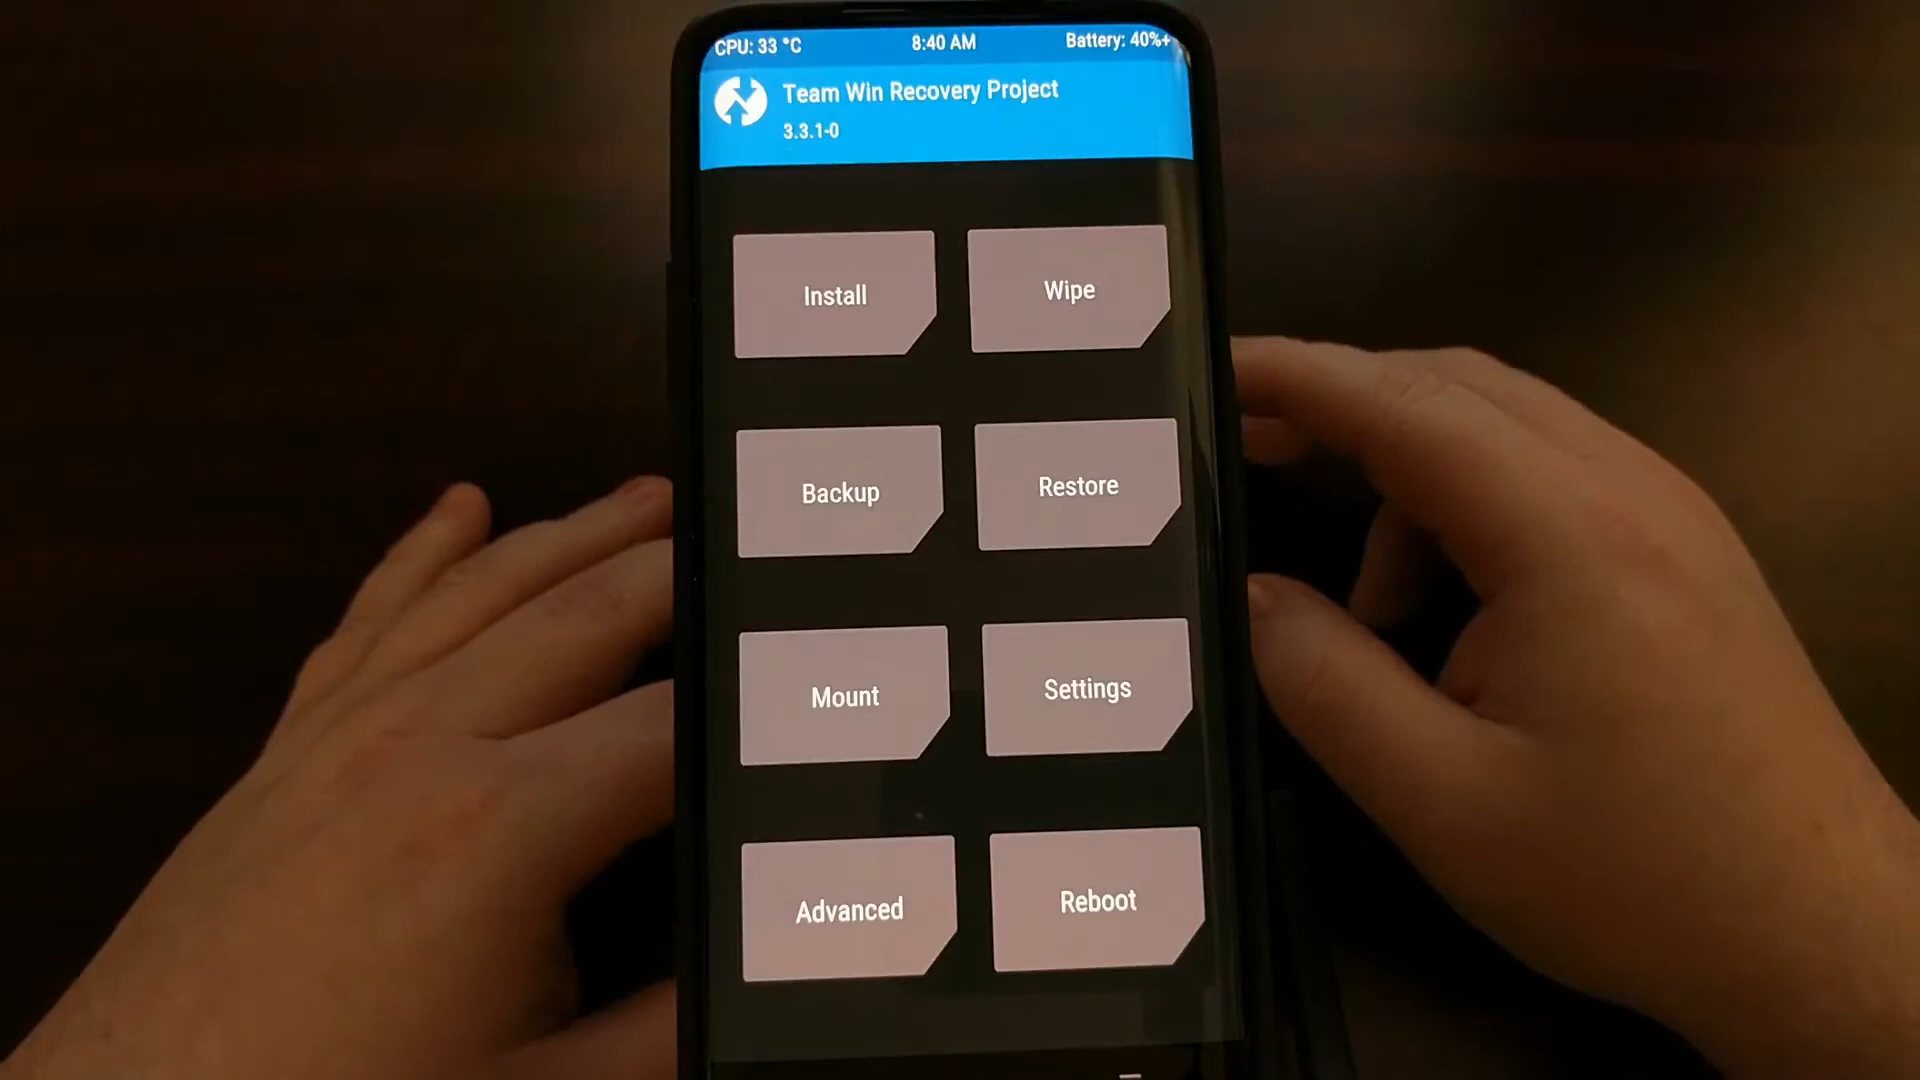 CPU: 33 °C 8:40 AM Battery: 40%+
Team Win Recovery Project
3.3.1-0
Install Wipe
Backup Restore
Mount Settings
Advanced Reboot